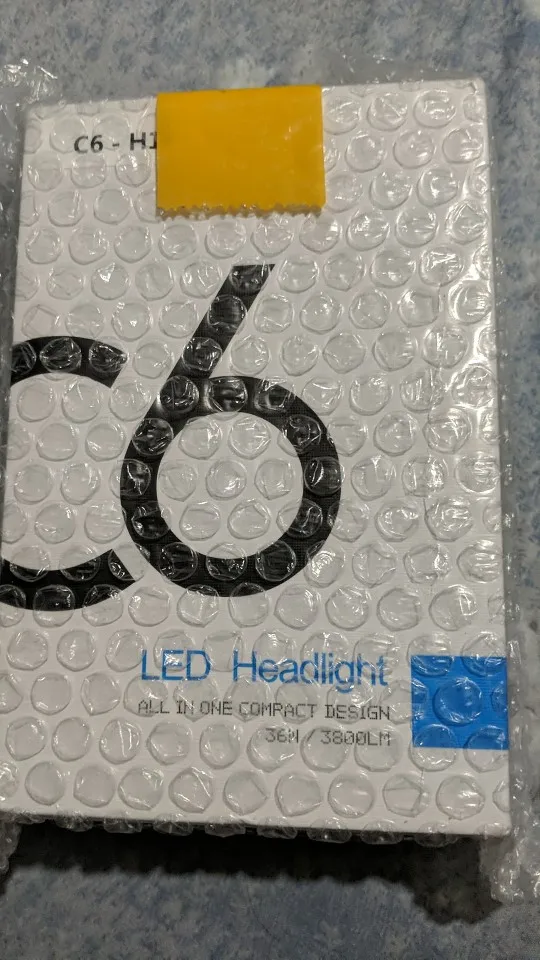 C6 - H1
C6
LED Headlight
ALL IN ONE COMPACT DESIGN
36W / 3800LM